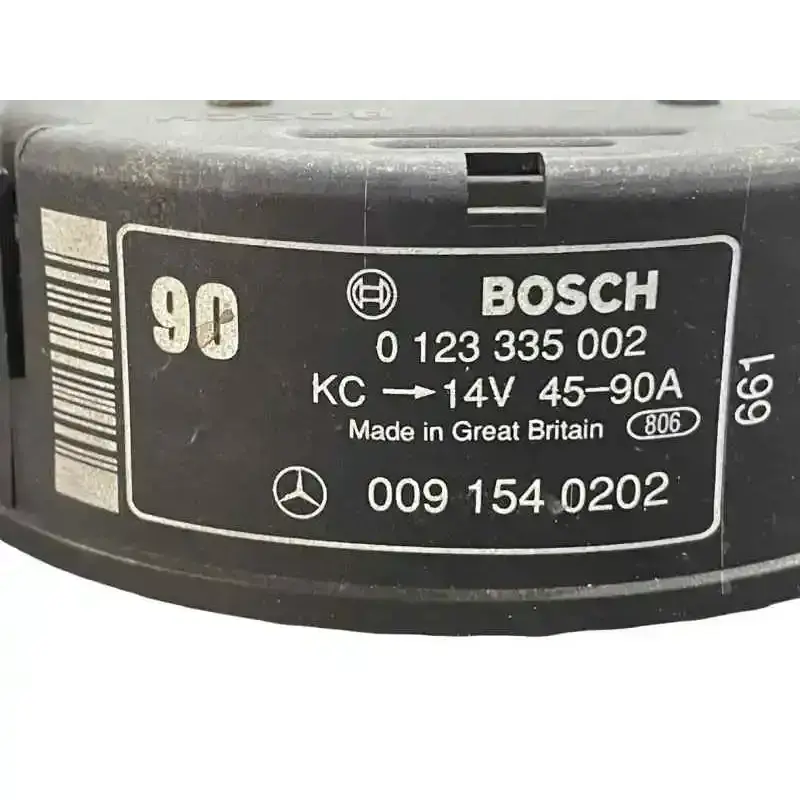 90
BOSCH
0 123 335 002
KC → 14V 45-90A
Made in Great Britain 806
009 154 0202
661